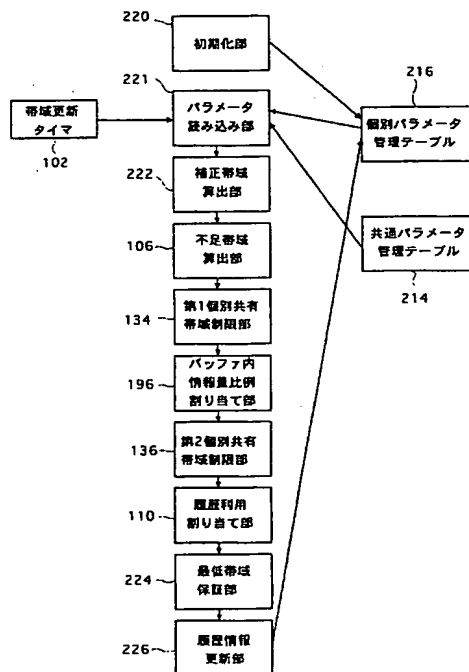 220
初期化部
221
216
帯域更新
タイマ
102
パラメータ
読み込み部
個別パラメータ
管理テーブル
222
補正帯域
算出部
106
不足帯域
算出部
共通パラメータ
管理テーブル
214
134
第1個別共有
帯域制限部
196
バッファ内
情報量比例
割り当て部
136
第2個別共有
帯域制限部
110
履歴利用
割り当て部
224
最低帯域
保証部
226
履歴情報
更新部